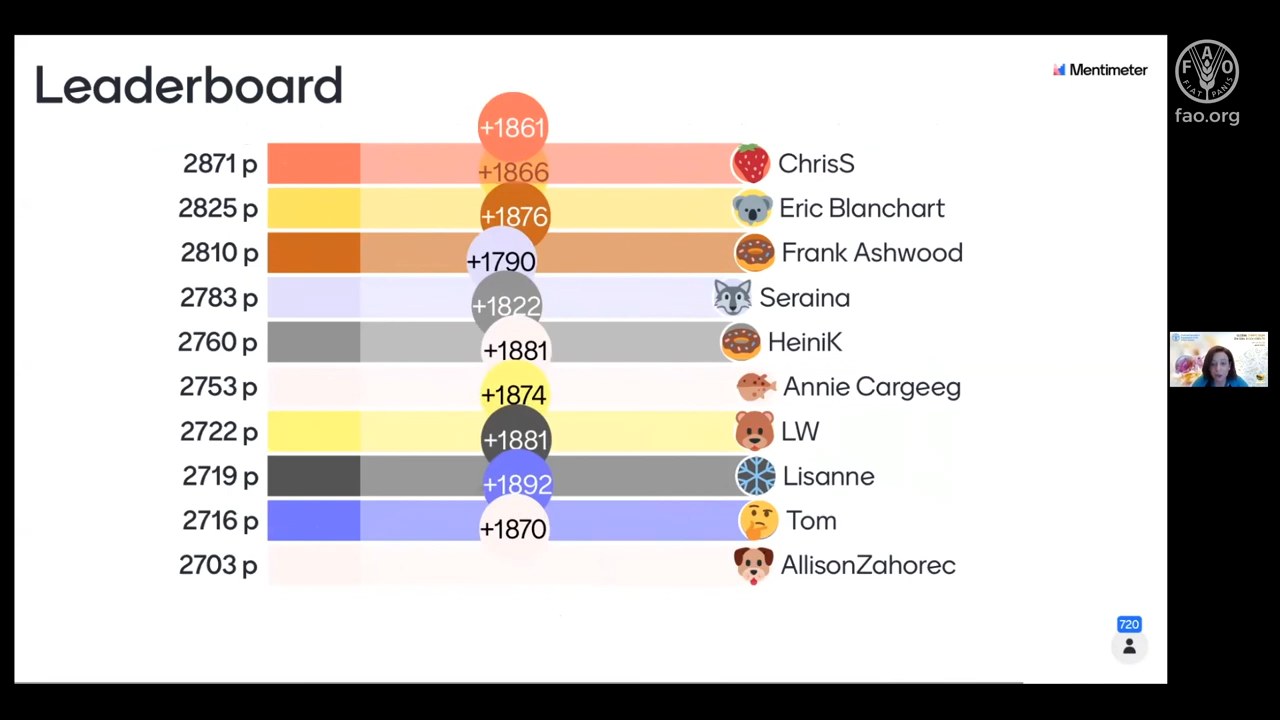 Leaderboard
Mentimeter
FAO
FIAT PANIS
fao.org
+1861
2871 p +1866 ChrisS
2825 p +1876 Eric Blanchart
2810 p +1790 Frank Ashwood
2783 p +1822 Seraina
2760 p +1881 HeiniK
2753 p +1874 Annie Cargeeg
2722 p +1881 LW
2719 p +1892 Lisanne
2716 p +1870 Tom
2703 p AllisonZahorec
720